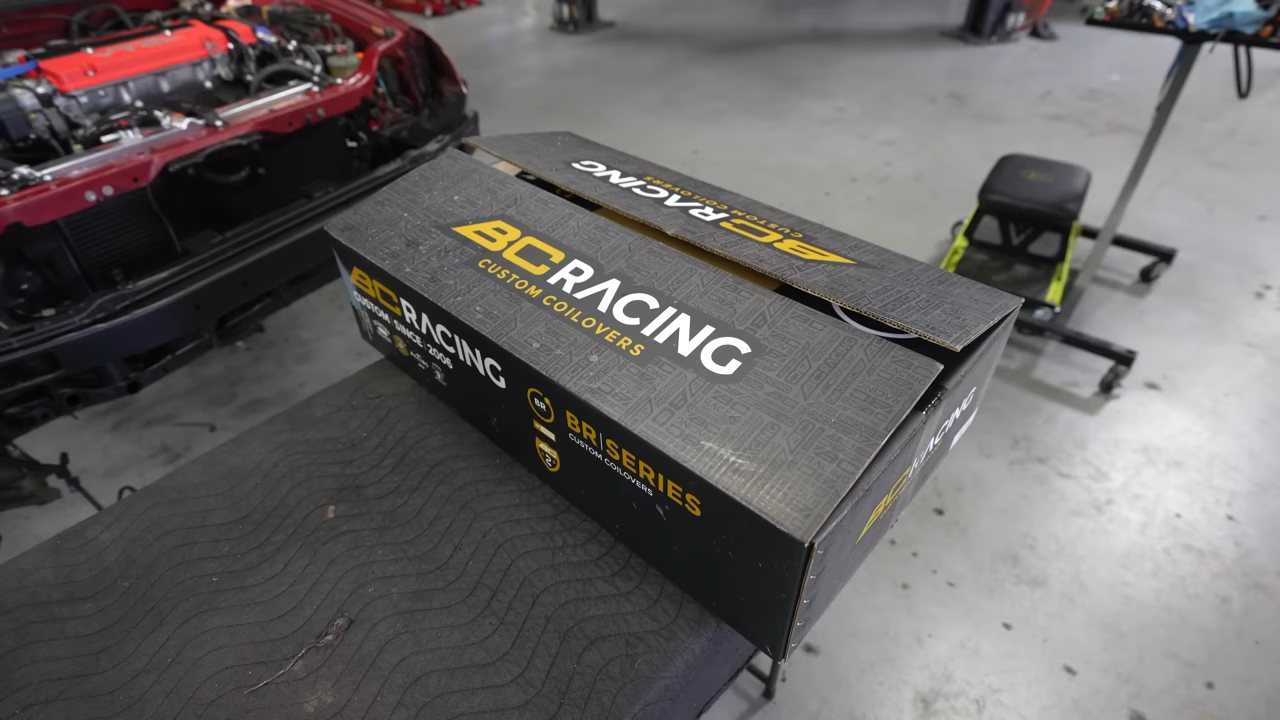 VTEC
BC RACING
CUSTOM COILOVERS
BC RACING
CUSTOM COILOVERS
BC RACING
CUSTOM SINCE 2006
BR
BR|SERIES
CUSTOM COILOVERS
BC RACING